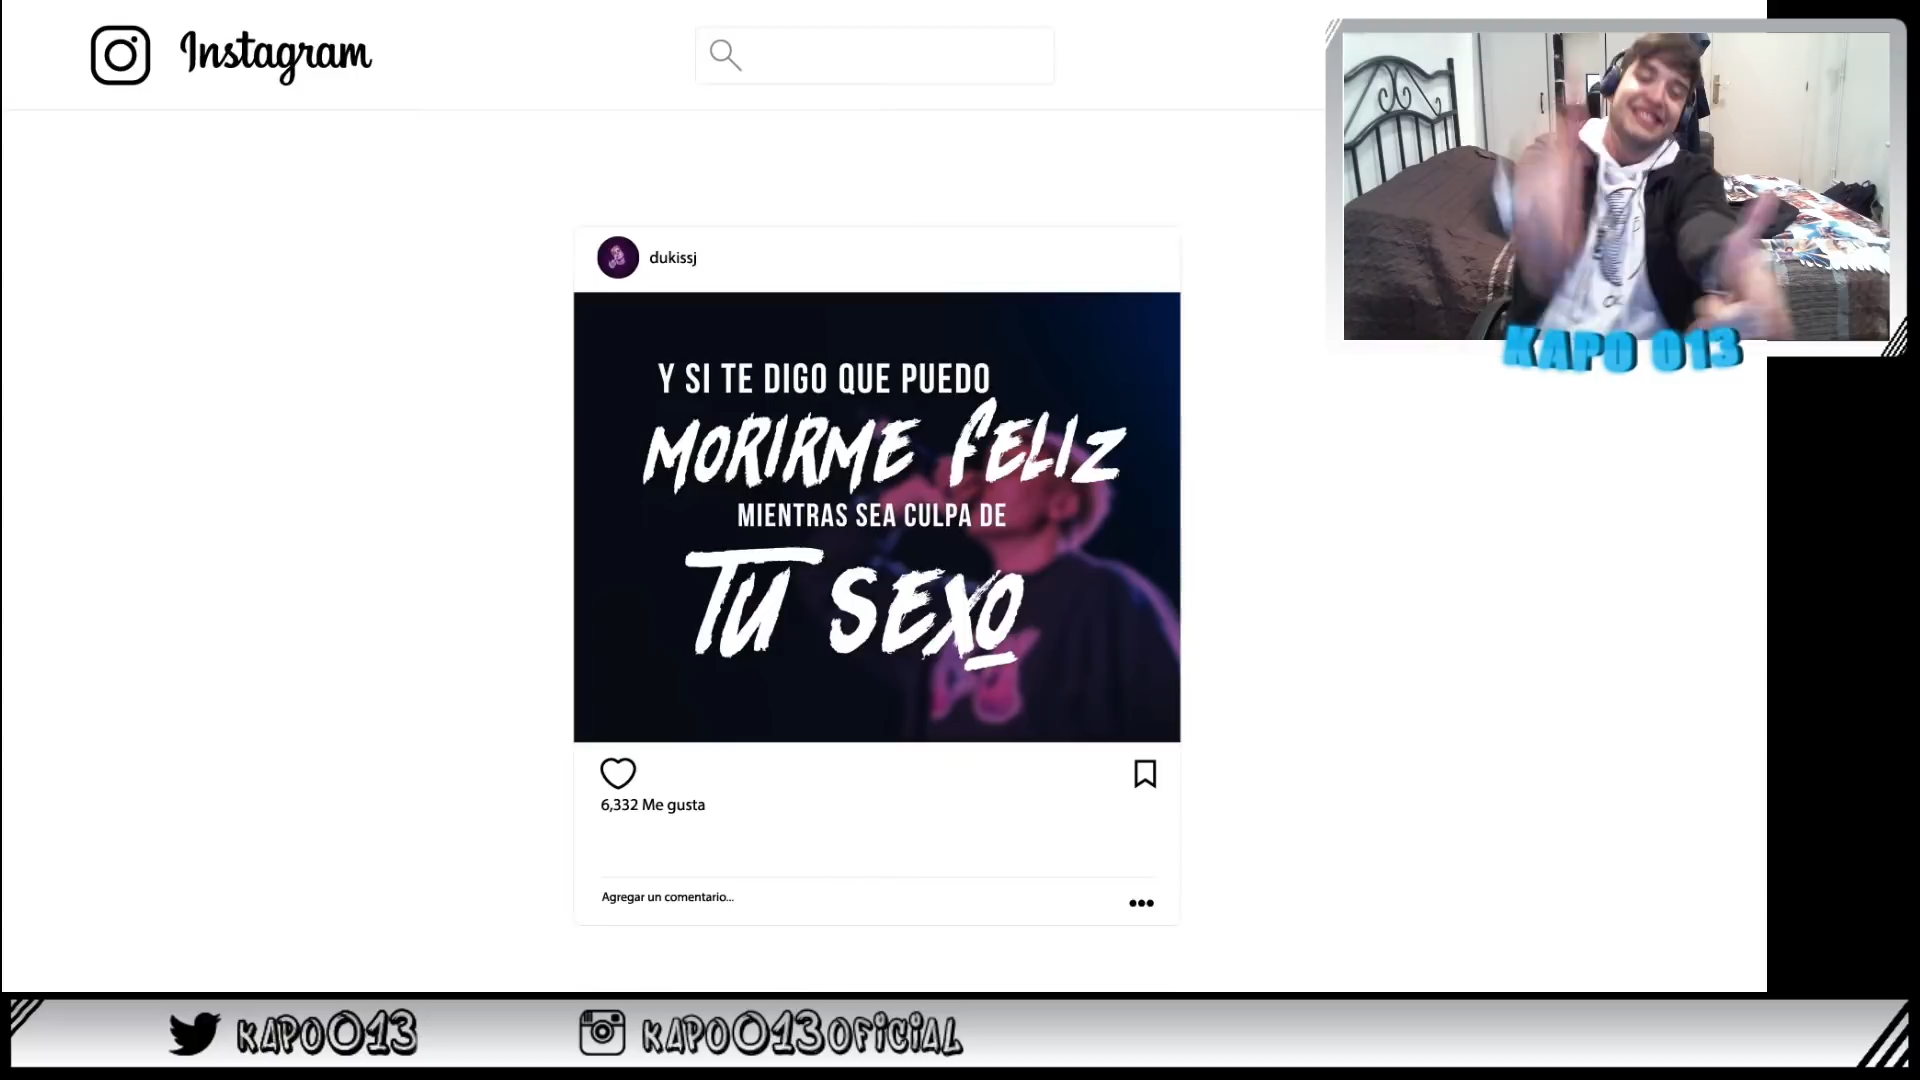 Instagram
KAPO 013
dukissj
Y SI TE DIGO QUE PUEDO
MORIRME FELIZ
MIENTRAS SEA CULPA DE
TU SEXO
6,332 Me gusta
Agregar un comentario...
KAPO013
KAPO013OFICIAL